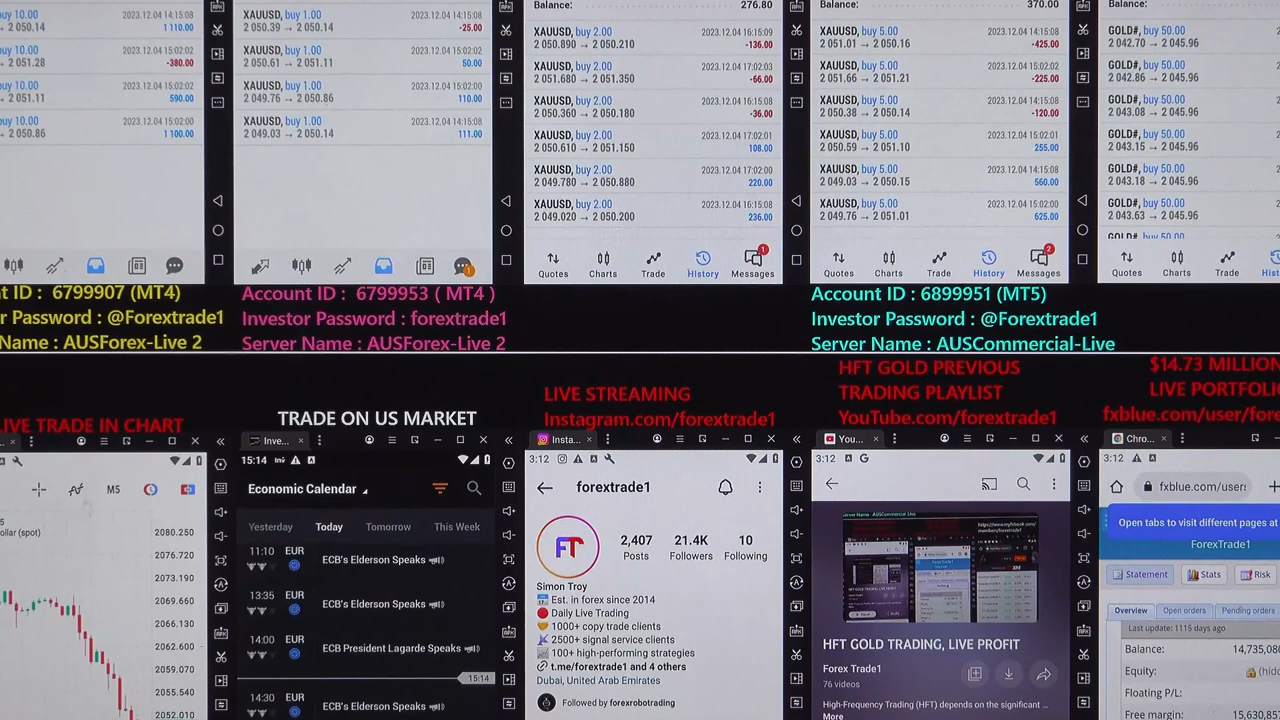 XAUUSD, buy 1.00
2023.12.04 14:15:08
→ 2 050.14
1 110.00
2 050.39 → 2 050.14
-25.00
buy 10.00
2023.12.04 15:02:02
→ 2 051.28
-380.00
XAUUSD, buy 1.00
2023.12.04 15:02:02
2 050.61 → 2 051.11
50.00
buy 10.00
2023.12.04 15:02:02
→ 2 051.11
590.00
XAUUSD, buy 1.00
2023.12.04 15:02:02
2 049.76 → 2 050.86
110.00
buy 10.00
2023.12.04 15:02:00
→ 2 050.86
1 100.00
XAUUSD, buy 1.00
2023.12.04 14:15:08
2 049.03 → 2 050.14
111.00
Balance: 276.80
XAUUSD, buy 2.00
2023.12.04 16:15:09
2 050.890 → 2 050.210
-136.00
XAUUSD, buy 2.00
2023.12.04 17:02:03
2 051.680 → 2 051.350
-66.00
XAUUSD, buy 2.00
2023.12.04 16:15:08
2 050.360 → 2 050.180
-36.00
XAUUSD, buy 2.00
2023.12.04 17:02:01
2 050.610 → 2 051.150
108.00
XAUUSD, buy 2.00
2023.12.04 17:02:00
2 049.780 → 2 050.880
220.00
XAUUSD, buy 2.00
2023.12.04 16:15:08
2 049.020 → 2 050.200
236.00
Quotes Charts Trade History Messages
1
Balance: 370.00
XAUUSD, buy 5.00
2023.12.04 14:15:08
2 051.01 → 2 050.16
-425.00
XAUUSD, buy 5.00
2023.12.04 15:02:02
2 051.66 → 2 051.21
-225.00
XAUUSD, buy 5.00
2023.12.04 14:15:08
2 050.38 → 2 050.14
-120.00
XAUUSD, buy 5.00
2023.12.04 15:02:01
2 050.59 → 2 051.10
255.00
XAUUSD, buy 5.00
2023.12.04 14:15:08
2 049.03 → 2 050.15
560.00
XAUUSD, buy 5.00
2023.12.04 15:02:00
2 049.76 → 2 051.01
625.00
Quotes Charts Trade History Messages
2
Balance:
GOLD#, buy 50.00
2 042.70 → 2 045.96
GOLD#, buy 50.00
2 042.86 → 2 045.96
GOLD#, buy 50.00
2 043.08 → 2 045.96
GOLD#, buy 50.00
2 043.15 → 2 045.96
GOLD#, buy 50.00
2 043.18 → 2 045.96
GOLD#, buy 50.00
2 043.63 → 2 045.96
GOLD#, buy 50.00
Quotes Charts Trade
t ID : 6799907 (MT4)
r Password : @Forextrade1
Name : AUSForex-Live 2
Account ID : 6799953 ( MT4 )
Investor Password : forextrade1
Server Name : AUSForex-Live 2
Account ID : 6899951 (MT5)
Investor Password : @Forextrade1
Server Name : AUSCommercial-Live
LIVE TRADE IN CHART
TRADE ON US MARKET
LIVE STREAMING
Instagram.com/forextrade1
HFT GOLD PREVIOUS
TRADING PLAYLIST
YouTube.com/forextrade1
$14.73 MILLION
LIVE PORTFOLIO
fxblue.com/user/fore
M5
ollar (spot)
2080.250
2076.720
2073.190
2069.660
2066.130
2062.600
2059.070
2055.540
2052.010
Inve...
15:14
Economic Calendar
Yesterday Today Tomorrow This Week
11:10 EUR ECB's Elderson Speaks
13:35 EUR ECB's Elderson Speaks
14:00 EUR ECB President Lagarde Speaks
15:14
14:30 EUR ECB's Elderson Speaks
Insta...
3:12
forextrade1
FT
2,407 21.4K 10
Posts Followers Following
Simon Troy
Est. in forex since 2014
Daily Live Trading
1000+ copy trade clients
2500+ signal service clients
100+ high-performing strategies
t.me/forextrade1 and 4 others
Dubai, United Arab Emirates
Followed by forexrobotrading
You...
3:12
HFT GOLD TRADING, LIVE PROFIT
Forex Trade1
76 videos
High-Frequency Trading (HFT) depends on the significant ...
More
Chro...
3:12
fxblue.com/user
Open tabs to visit different pages at
ForexTrade1
Statement Stats Risk
Overview Open orders Pending orders
Last update: 1115 days ago
Balance: 14,735,080
Equity: (hid
Floating P/L:
Free margin: 15,630,85